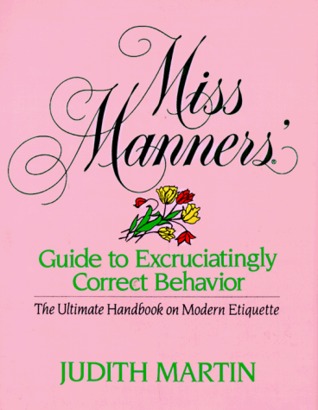 Miss
Manners'®
Guide to Excruciatingly
Correct Behavior
The Ultimate Handbook on Modern Etiquette
JUDITH MARTIN